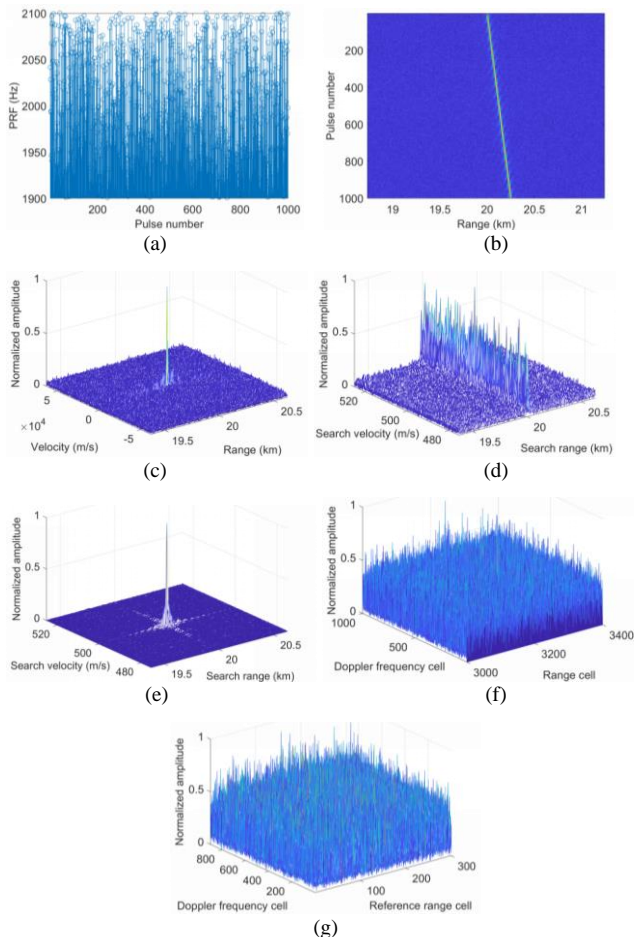 2100
2050
2000
1950
1900
PRF (Hz)
200 400 600 800 1000
Pulse number
(a)
200
400
600
800
1000
Pulse number
19 19.5 20 20.5 21
Range (km)
(b)
1
0.5
0
Normalized amplitude
5
0
-5
×10⁴
Velocity (m/s)
19.5 20 20.5
Range (km)
(c)
1
0.5
0
Normalized amplitude
520
500
480
Search velocity (m/s)
19.5 20 20.5
Search range (km)
(d)
1
0.5
0
Normalized amplitude
520
500
480
Search velocity (m/s)
19.5 20 20.5
Search range (km)
(e)
1
0.5
0
Normalized amplitude
1000
500
Doppler frequency cell
3000 3200 3400
Range cell
(f)
1
0.5
0
Normalized amplitude
800
600
400
200
Doppler frequency cell
100 200 300
Reference range cell
(g)